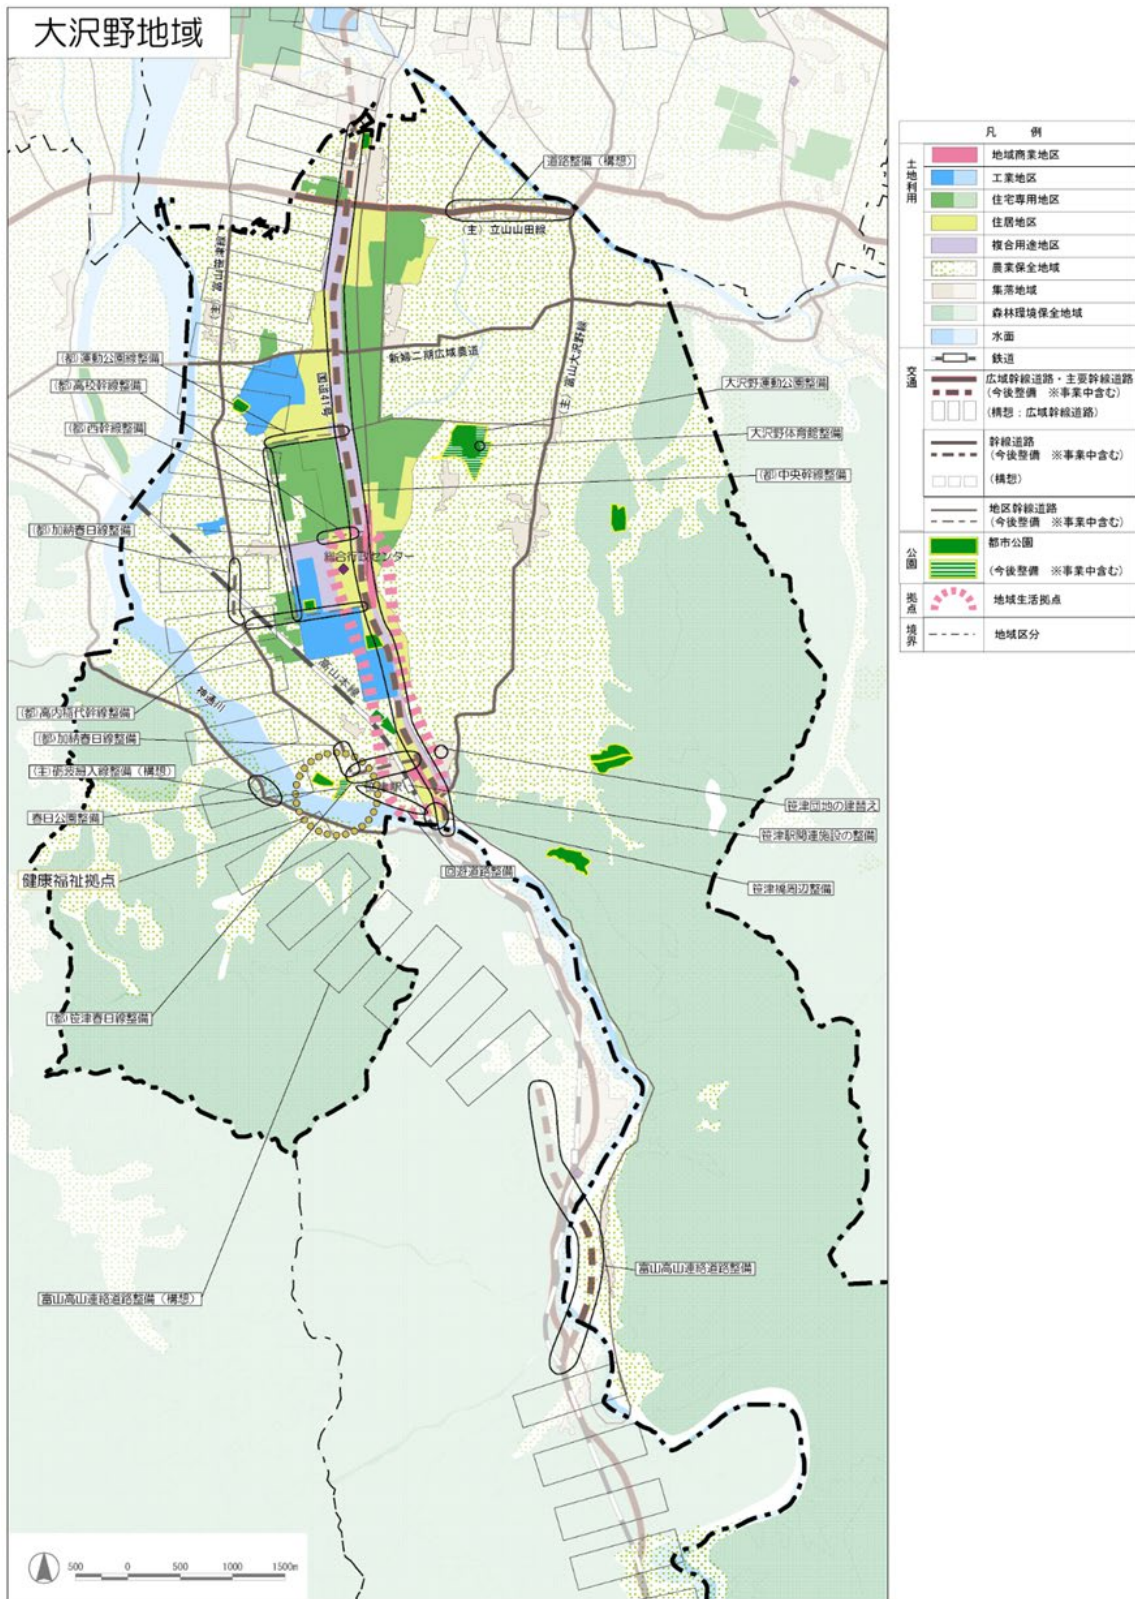 大沢野地域
道路整備（構想）
(主) 立山山田線
(主) 富山笹津線
(都)運動公園線整備
新婦二期広域農道
国道41号
(主) 富山大沢野線
(都)高校幹線整備
大沢野運動公園整備
(都)西幹線整備
大沢野体育館整備
(都)中央幹線整備
(都)加納春日線整備
総合行政センター
高山本線
神通川
(都)高内稲代幹線整備
(都)加納春日線整備
(主)砺波細入線整備（構想）
春日公園整備
笹津駅
笹津団地の建替え
笹津駅関連施設の整備
健康福祉拠点
回遊道路整備
笹津橋周辺整備
(都)笹津春日線整備
富山高山連絡道路整備
富山高山連絡道路整備（構想）
500 0 500 1000 1500m
凡 例
土地利用
地域商業地区
工業地区
住宅専用地区
住居地区
複合用途地区
農業保全地域
集落地域
森林環境保全地域
水面
交通
鉄道
広域幹線道路・主要幹線道路
(今後整備 ※事業中含む)
(構想：広域幹線道路)
幹線道路
(今後整備 ※事業中含む)
(構想)
地区幹線道路
(今後整備 ※事業中含む)
公園
都市公園
(今後整備 ※事業中含む)
拠点
地域生活拠点
境界
地域区分